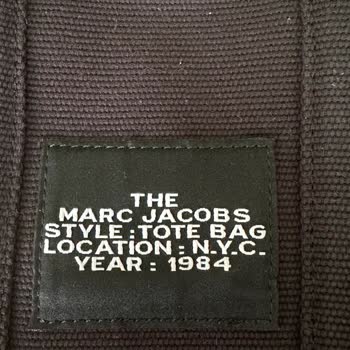 THE
MARC JACOBS
STYLE : TOTE BAG
LOCATION : N.Y.C.
YEAR : 1984